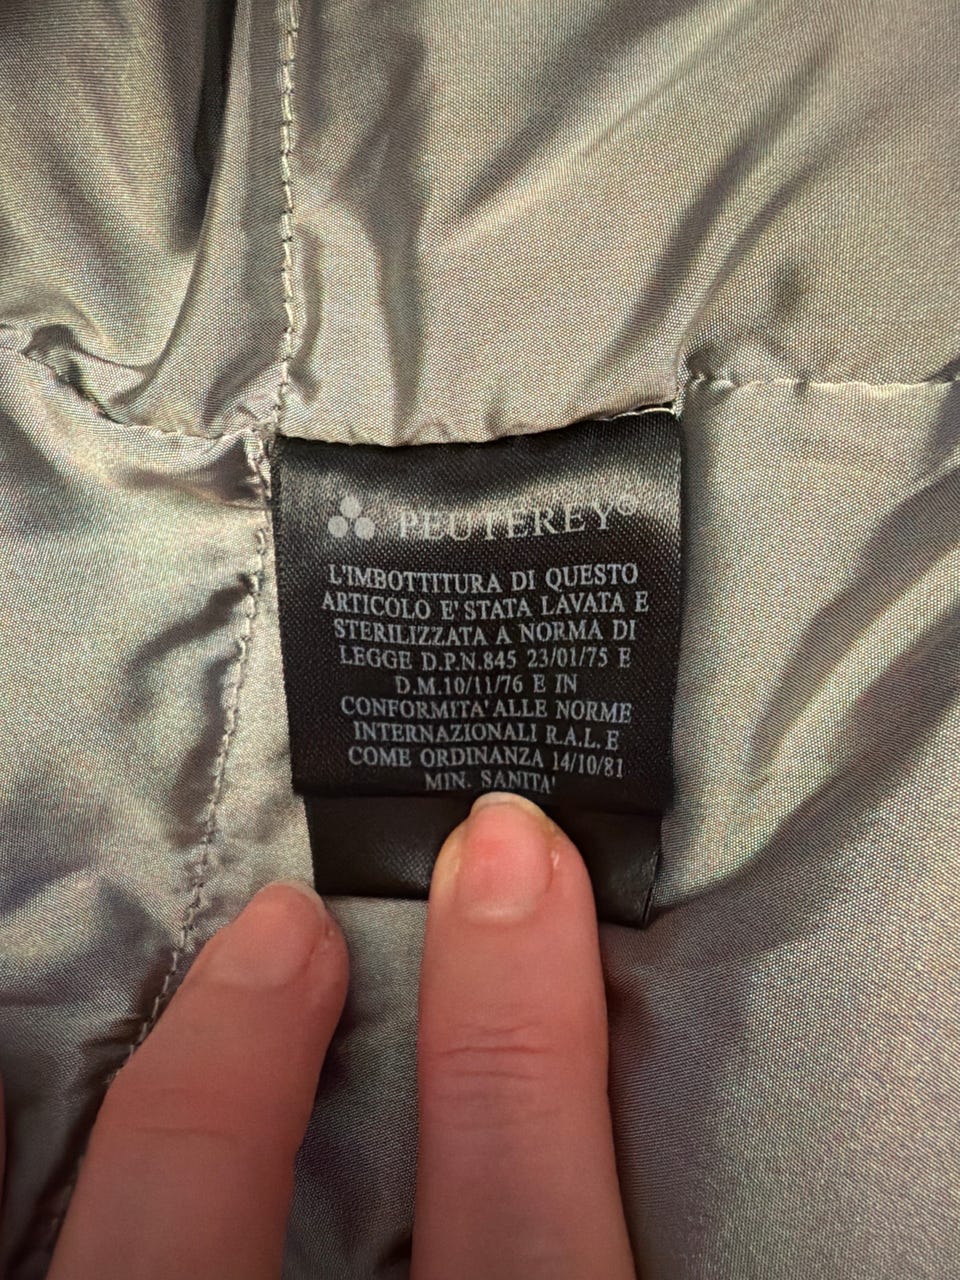 PEUTEREY©
L'IMBOTTITURA DI QUESTO
ARTICOLO E' STATA LAVATA E
STERILIZZATA A NORMA DI
LEGGE D.P.N.845 23/01/75 E
D.M.10/11/76 E IN
CONFORMITA' ALLE NORME
INTERNAZIONALI R.A.L. E
COME ORDINANZA 14/10/81
MIN. SANITA'